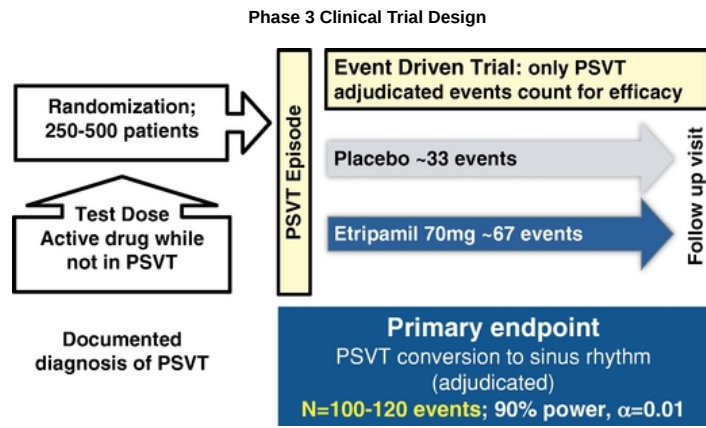 Phase 3 Clinical Trial Design
Randomization;
250-500 patients
Test Dose
Active drug while
not in PSVT
Documented
diagnosis of PSVT
PSVT Episode
Event Driven Trial: only PSVT
adjudicated events count for efficacy
Placebo ~33 events
Etripamil 70mg ~67 events
Follow up visit
Primary endpoint
PSVT conversion to sinus rhythm
(adjudicated)
N=100-120 events; 90% power, α=0.01